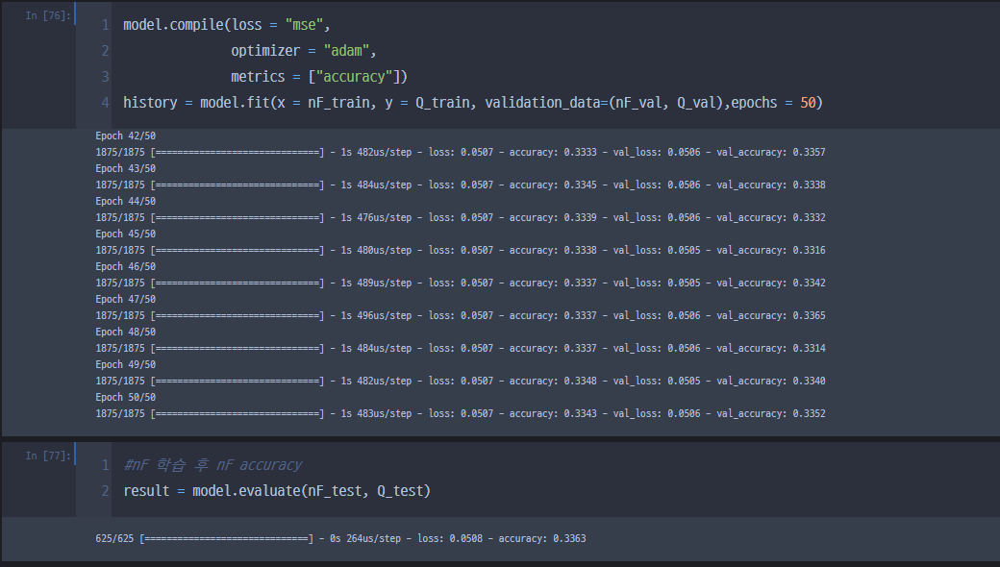 In [76]:
1 model.compile(loss = "mse",
2 optimizer = "adam",
3 metrics = ["accuracy"])
4 history = model.fit(x = nF_train, y = Q_train, validation_data=(nF_val, Q_val),epochs = 50)
Epoch 42/50
1875/1875 [==============================] - 1s 482us/step - loss: 0.0507 - accuracy: 0.3333 - val_loss: 0.0506 - val_accuracy: 0.3357
Epoch 43/50
1875/1875 [==============================] - 1s 484us/step - loss: 0.0507 - accuracy: 0.3345 - val_loss: 0.0506 - val_accuracy: 0.3338
Epoch 44/50
1875/1875 [==============================] - 1s 476us/step - loss: 0.0507 - accuracy: 0.3339 - val_loss: 0.0506 - val_accuracy: 0.3332
Epoch 45/50
1875/1875 [==============================] - 1s 480us/step - loss: 0.0507 - accuracy: 0.3338 - val_loss: 0.0505 - val_accuracy: 0.3316
Epoch 46/50
1875/1875 [==============================] - 1s 489us/step - loss: 0.0507 - accuracy: 0.3337 - val_loss: 0.0505 - val_accuracy: 0.3342
Epoch 47/50
1875/1875 [==============================] - 1s 496us/step - loss: 0.0507 - accuracy: 0.3337 - val_loss: 0.0506 - val_accuracy: 0.3365
Epoch 48/50
1875/1875 [==============================] - 1s 484us/step - loss: 0.0507 - accuracy: 0.3337 - val_loss: 0.0506 - val_accuracy: 0.3314
Epoch 49/50
1875/1875 [==============================] - 1s 482us/step - loss: 0.0507 - accuracy: 0.3348 - val_loss: 0.0505 - val_accuracy: 0.3340
Epoch 50/50
1875/1875 [==============================] - 1s 483us/step - loss: 0.0507 - accuracy: 0.3343 - val_loss: 0.0506 - val_accuracy: 0.3352
In [77]:
1 #nF 학습 후 nF accuracy
2 result = model.evaluate(nF_test, Q_test)
625/625 [==============================] - 0s 264us/step - loss: 0.0508 - accuracy: 0.3363